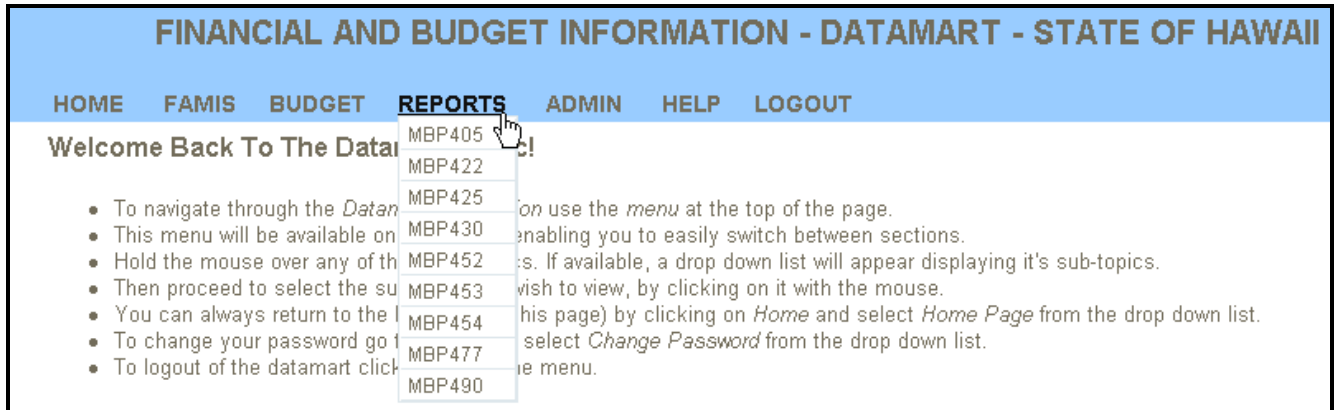 FINANCIAL AND BUDGET INFORMATION - DATAMART - STATE OF HAWAII
HOME FAMIS BUDGET REPORTS ADMIN HELP LOGOUT
MBP405
MBP422
MBP425
MBP430
MBP452
MBP453
MBP454
MBP477
MBP490
Welcome Back To The c!
• To navigate through the on use the menu at the top of the page.
• This menu will be available on enabling you to easily switch between sections.
• Hold the mouse over any of s. If available, a drop down list will appear displaying it's sub-topics.
• Then proceed to select the wish to view, by clicking on it with the mouse.
• You can always return to the his page) by clicking on Home and select Home Page from the drop down list.
• To change your password go select Change Password from the drop down list.
• To logout of the datamart e menu.